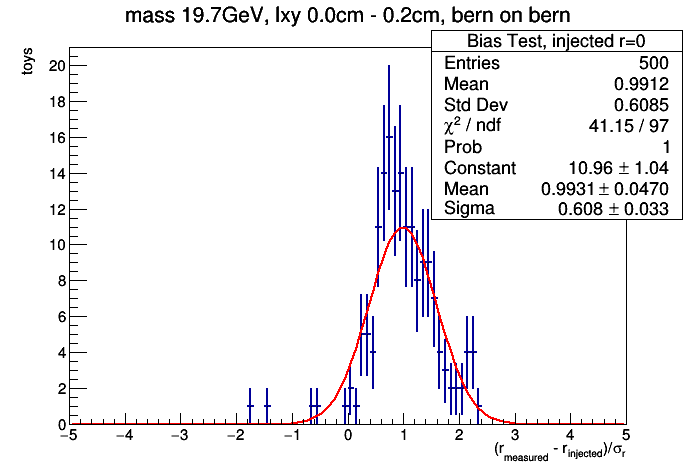 mass 19.7GeV, lxy 0.0cm - 0.2cm, bern on bern
toys
Bias Test, injected r=0
Entries 500
Mean 0.9912
Std Dev 0.6085
χ² / ndf 41.15 / 97
Prob 1
Constant 10.96 ± 1.04
Mean 0.9931 ± 0.0470
Sigma 0.608 ± 0.033
20
18
16
14
12
10
8
6
4
2
0
−5 −4 −3 −2 −1 0 1 2 3 4 5
(r_measured - r_injected)/σ_r